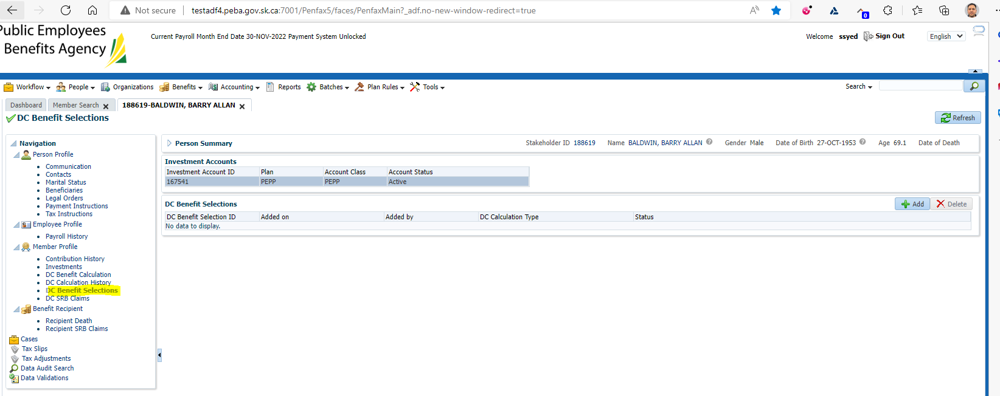 Not secure
testadf4.peba.gov.sk.ca:7001/Penfax5/faces/PenfaxMain?_adf.no-new-window-redirect=true
0
Public Employees
Benefits Agency
Current Payroll Month End Date 30-NOV-2022 Payment System Unlocked
Welcome ssyed Sign Out English
Workflow People Organizations Benefits Accounting Reports Batches Plan Rules Tools Search
Dashboard Member Search 188619-BALDWIN, BARRY ALLAN
DC Benefit Selections
Refresh
Navigation
Person Profile
Communication
Contacts
Marital Status
Beneficiaries
Legal Orders
Payment Instructions
Tax Instructions
Employee Profile
Payroll History
Member Profile
Contribution History
Investments
DC Benefit Calculation
DC Calculation History
DC Benefit Selections
DC SRB Claims
Benefit Recipient
Recipient Death
Recipient SRB Claims
Cases
Tax Slips
Tax Adjustments
Data Audit Search
Data Validations
Person Summary
Stakeholder ID 188619 Name BALDWIN, BARRY ALLAN Gender Male Date of Birth 27-OCT-1953 Age 69.1 Date of Death
Investment Accounts
Investment Account ID Plan Account Class Account Status
167541 PEPP PEPP Active
DC Benefit Selections
Add Delete
DC Benefit Selection ID Added on Added by DC Calculation Type Status
No data to display.